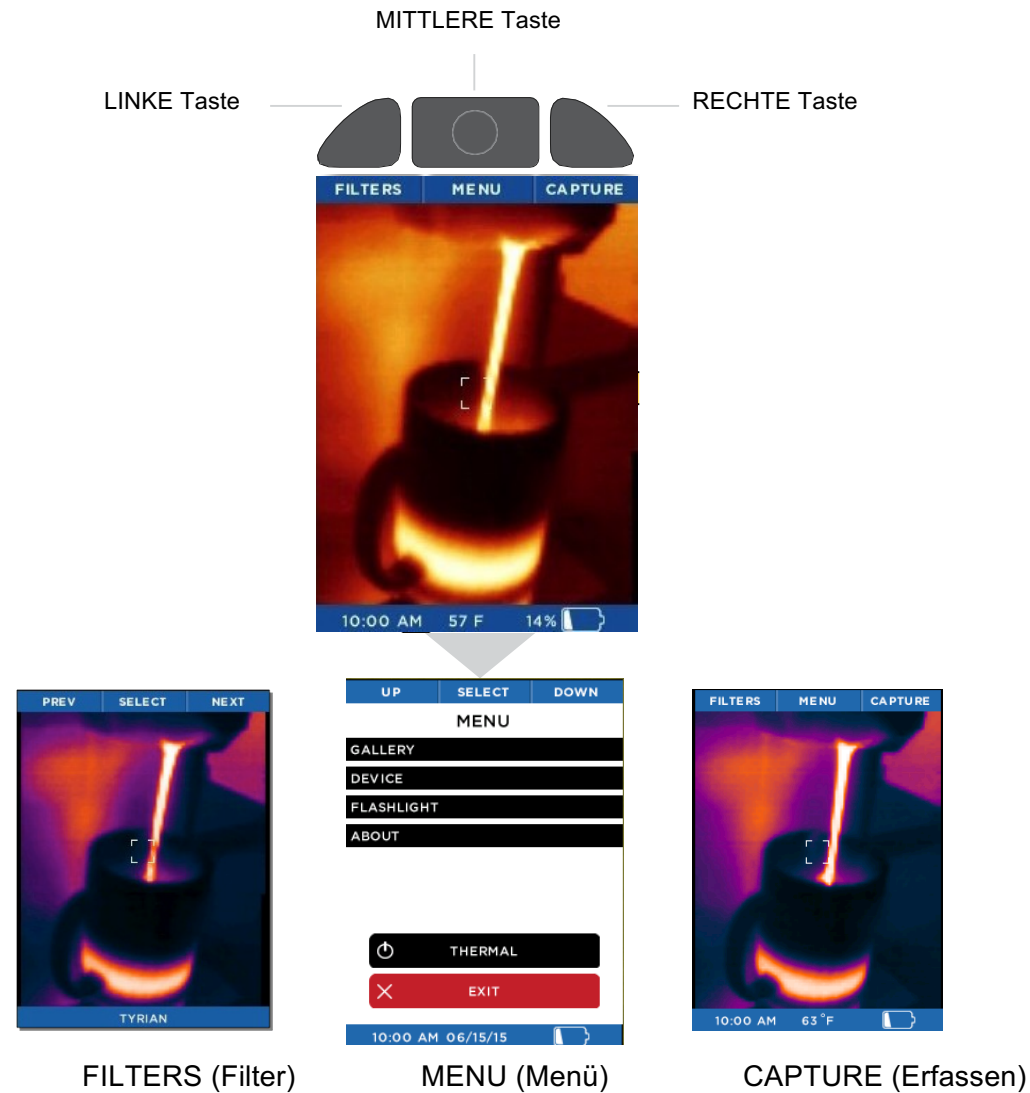 MITTLERE Taste
LINKE Taste
RECHTE Taste
FILTERS MENU CAPTURE
10:00 AM 57 F 14%
PREV SELECT NEXT
TYRIAN
UP SELECT DOWN
MENU
GALLERY
DEVICE
FLASHLIGHT
ABOUT
THERMAL
EXIT
10:00 AM 06/15/15
FILTERS MENU CAPTURE
10:00 AM 63°F
FILTERS (Filter)
MENU (Menü)
CAPTURE (Erfassen)